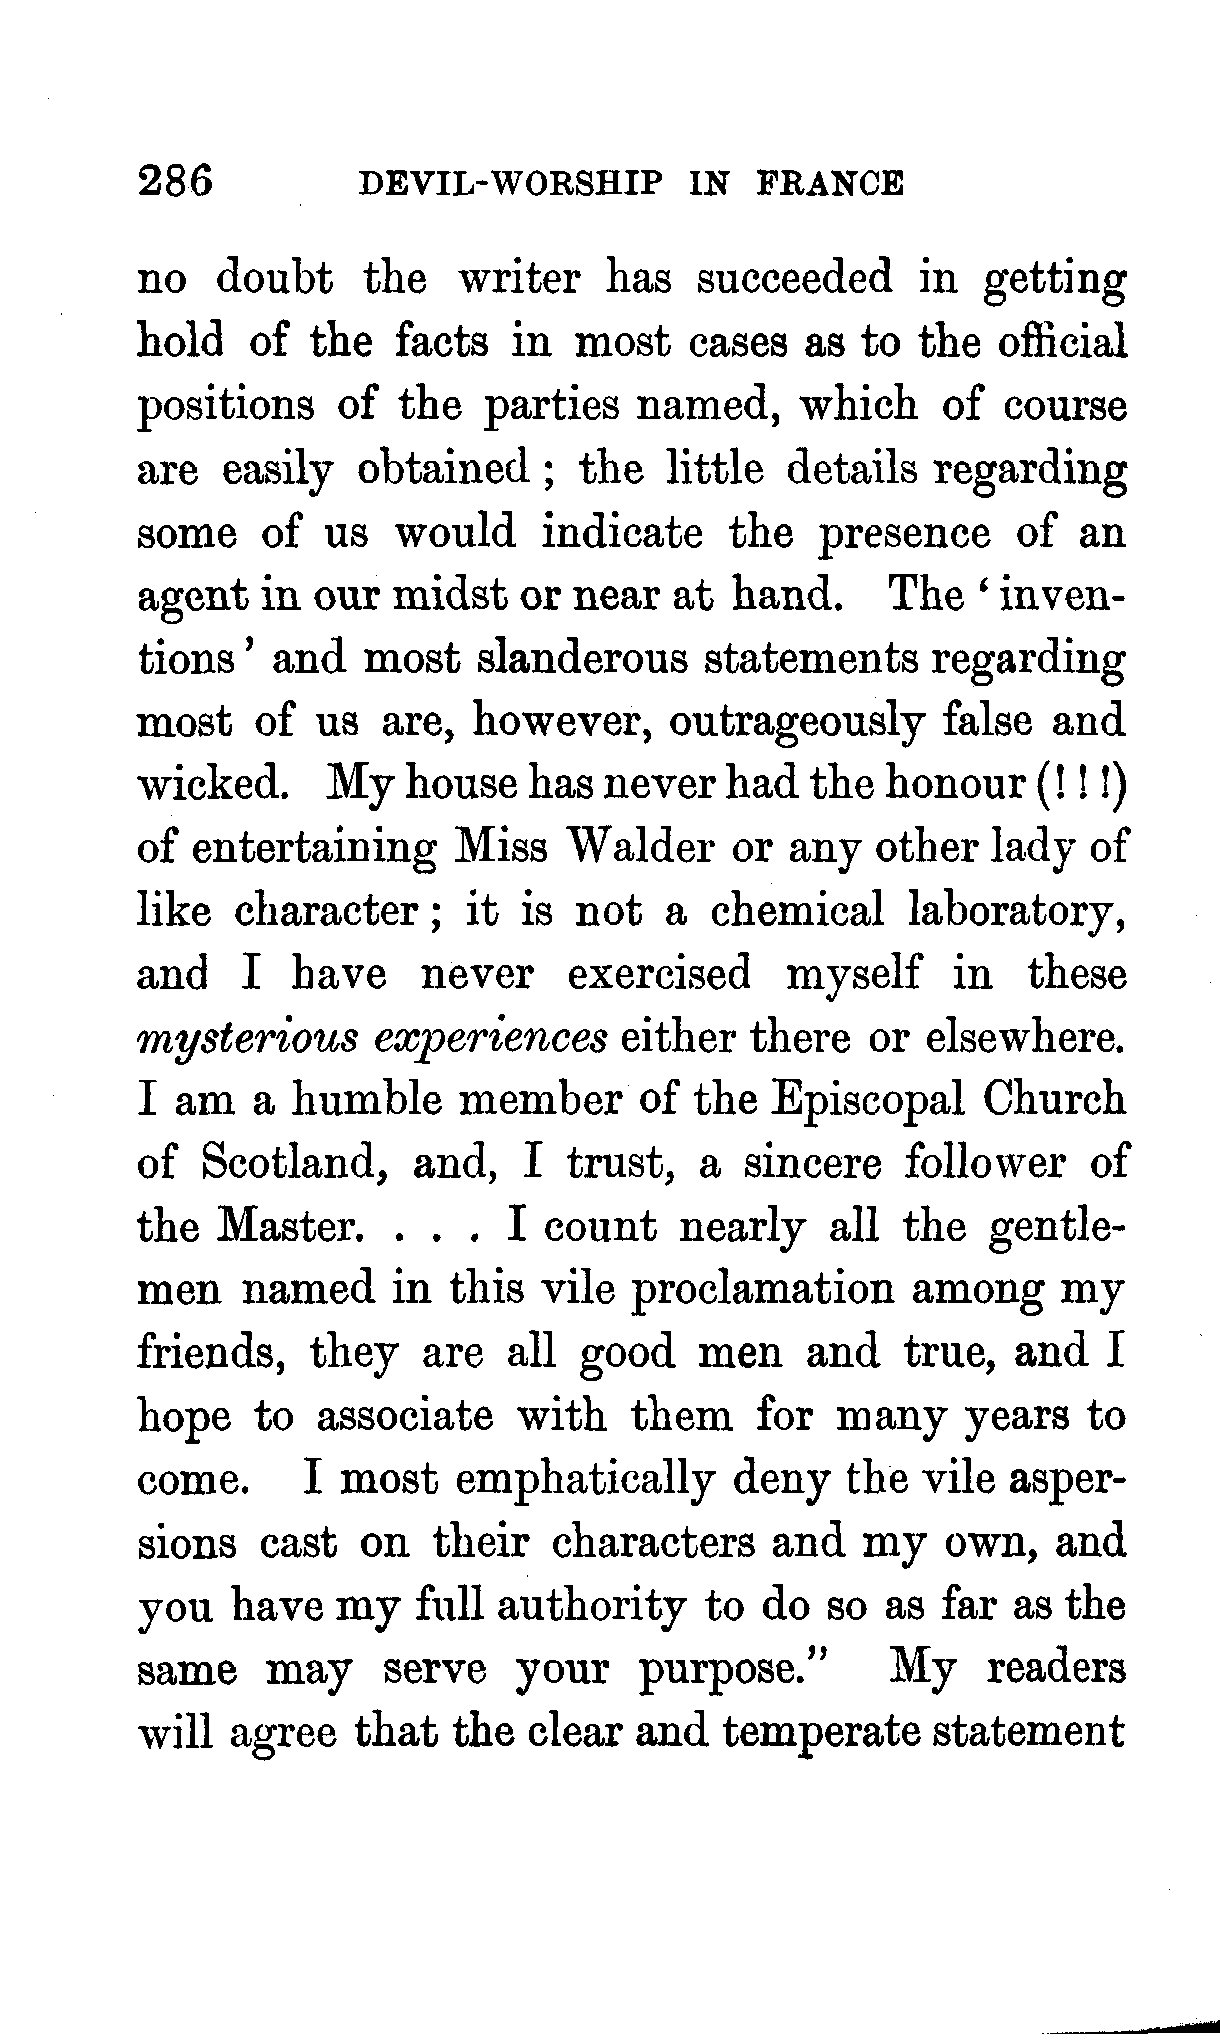 286 DEVIL-WORSHIP IN FRANCE
no doubt the writer has succeeded in getting
hold of the facts in most cases as to the official
positions of the parties named, which of course
are easily obtained ; the little details regarding
some of us would indicate the presence of an
agent in our midst or near at hand. The ‘ inven-
tions ’ and most slanderous statements regarding
most of us are, however, outrageously false and
wicked. My house has never had the honour (! ! !)
of entertaining Miss Walder or any other lady of
like character ; it is not a chemical laboratory,
and I have never exercised myself in these
mysterious experiences either there or elsewhere.
I am a humble member of the Episcopal Church
of Scotland, and, I trust, a sincere follower of
the Master. . . . I count nearly all the gentle-
men named in this vile proclamation among my
friends, they are all good men and true, and I
hope to associate with them for many years to
come. I most emphatically deny the vile asper-
sions cast on their characters and my own, and
you have my full authority to do so as far as the
same may serve your purpose.” My readers
will agree that the clear and temperate statement